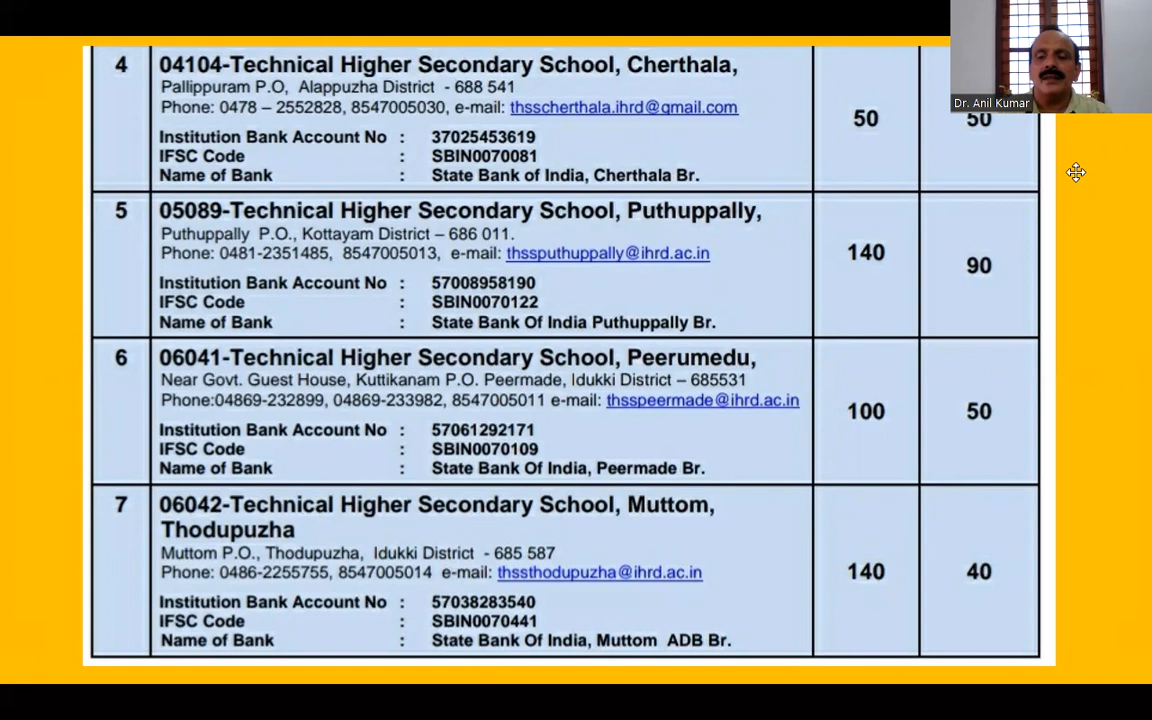 4
04104-Technical Higher Secondary School, Cherthala,
Pallippuram P.O, Alappuzha District - 688 541
Phone: 0478 – 2552828, 8547005030, e-mail: thsscherthala.ihrd@gmail.com
Institution Bank Account No : 37025453619
IFSC Code : SBIN0070081
Name of Bank : State Bank of India, Cherthala Br.
50
50
Dr. Anil Kumar
5
05089-Technical Higher Secondary School, Puthuppally,
Puthuppally P.O., Kottayam District – 686 011.
Phone: 0481-2351485, 8547005013, e-mail: thssputhuppally@ihrd.ac.in
Institution Bank Account No : 57008958190
IFSC Code : SBIN0070122
Name of Bank : State Bank Of India Puthuppally Br.
140
90
6
06041-Technical Higher Secondary School, Peerumedu,
Near Govt. Guest House, Kuttikanam P.O. Peermade, Idukki District – 685531
Phone:04869-232899, 04869-233982, 8547005011 e-mail: thsspeermade@ihrd.ac.in
Institution Bank Account No : 57061292171
IFSC Code : SBIN0070109
Name of Bank : State Bank Of India, Peermade Br.
100
50
7
06042-Technical Higher Secondary School, Muttom,
Thodupuzha
Muttom P.O., Thodupuzha, Idukki District - 685 587
Phone: 0486-2255755, 8547005014 e-mail: thssthodupuzha@ihrd.ac.in
Institution Bank Account No : 57038283540
IFSC Code : SBIN0070441
Name of Bank : State Bank Of India, Muttom ADB Br.
140
40